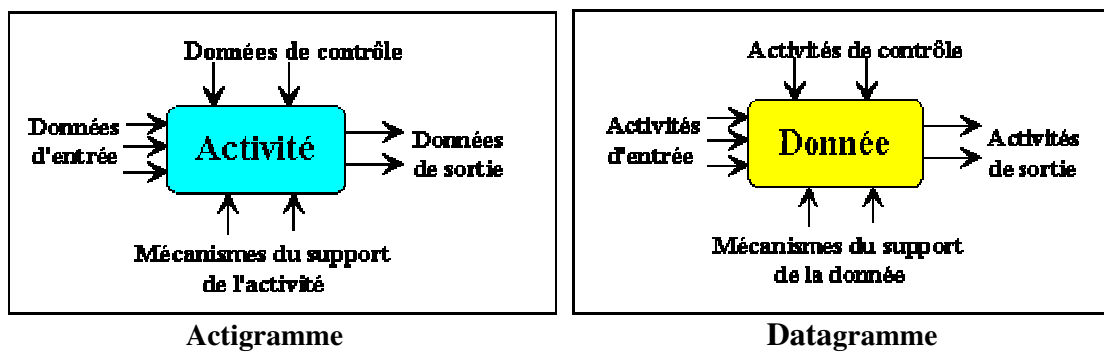 Données de contrôle
Données
d'entrée
Activité
Données
de sortie
Mécanismes du support
de l'activité
Actigramme
Activités de contrôle
Activités
d'entrée
Donnée
Activités
de sortie
Mécanismes du support
de la donnée
Datagramme